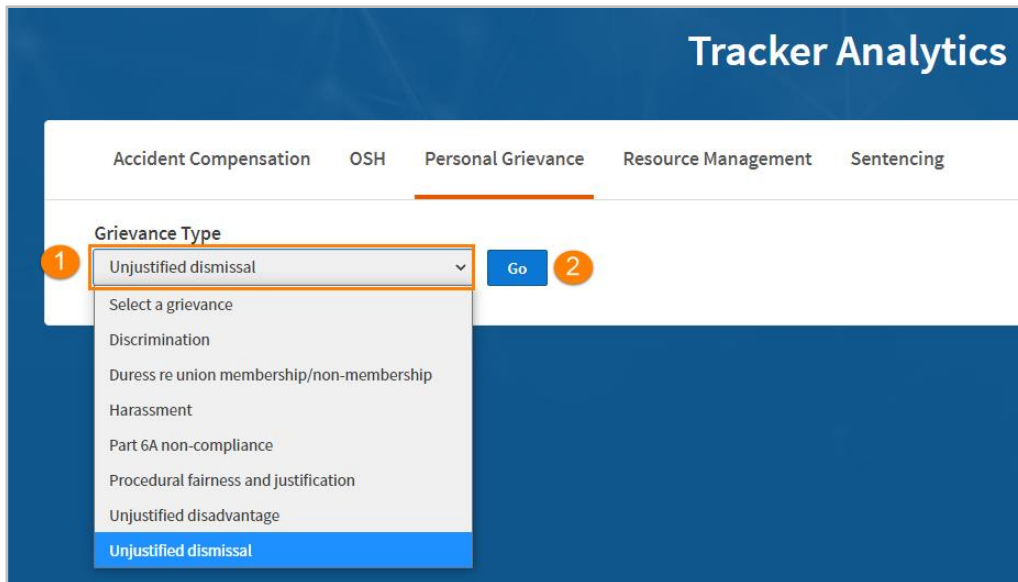 Tracker Analytics
Accident Compensation OSH Personal Grievance Resource Management Sentencing
Grievance Type
1 Unjustified dismissal Go 2
Select a grievance
Discrimination
Duress re union membership/non-membership
Harassment
Part 6A non-compliance
Procedural fairness and justification
Unjustified disadvantage
Unjustified dismissal